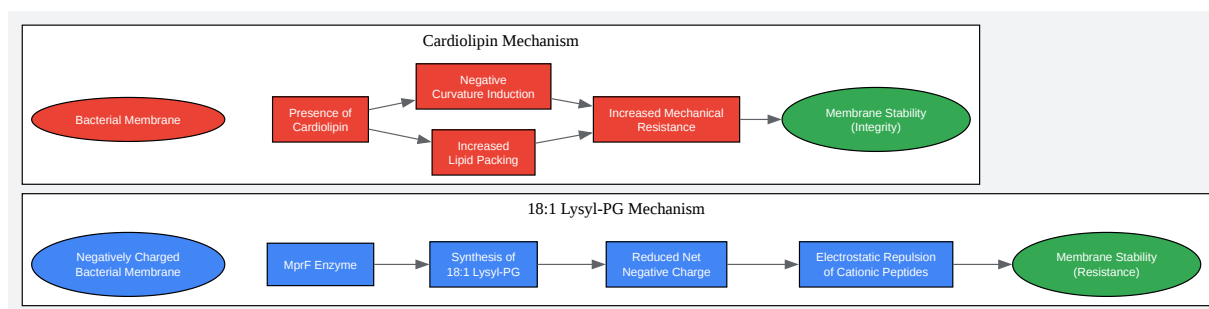 Cardiolipin Mechanism
Bacterial Membrane
Presence of
Cardiolipin
Negative
Curvature Induction
Increased
Lipid Packing
Increased Mechanical
Resistance
Membrane Stability
(Integrity)
18:1 Lysyl-PG Mechanism
Negatively Charged
Bacterial Membrane
MprF Enzyme
Synthesis of
18:1 Lysyl-PG
Reduced Net
Negative Charge
Electrostatic Repulsion
of Cationic Peptides
Membrane Stability
(Resistance)